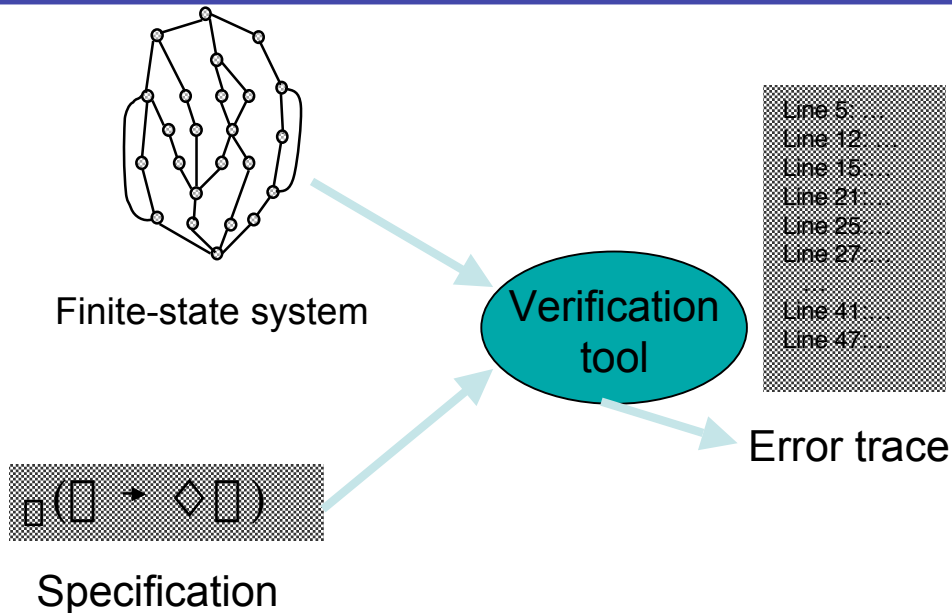 Finite-state system
□(▯ → ◇▯)
Specification
Verification
tool
Line 5: …
Line 12: …
Line 15:…
Line 21:…
Line 25:…
Line 27:…
…
Line 41:…
Line 47:…
Error trace